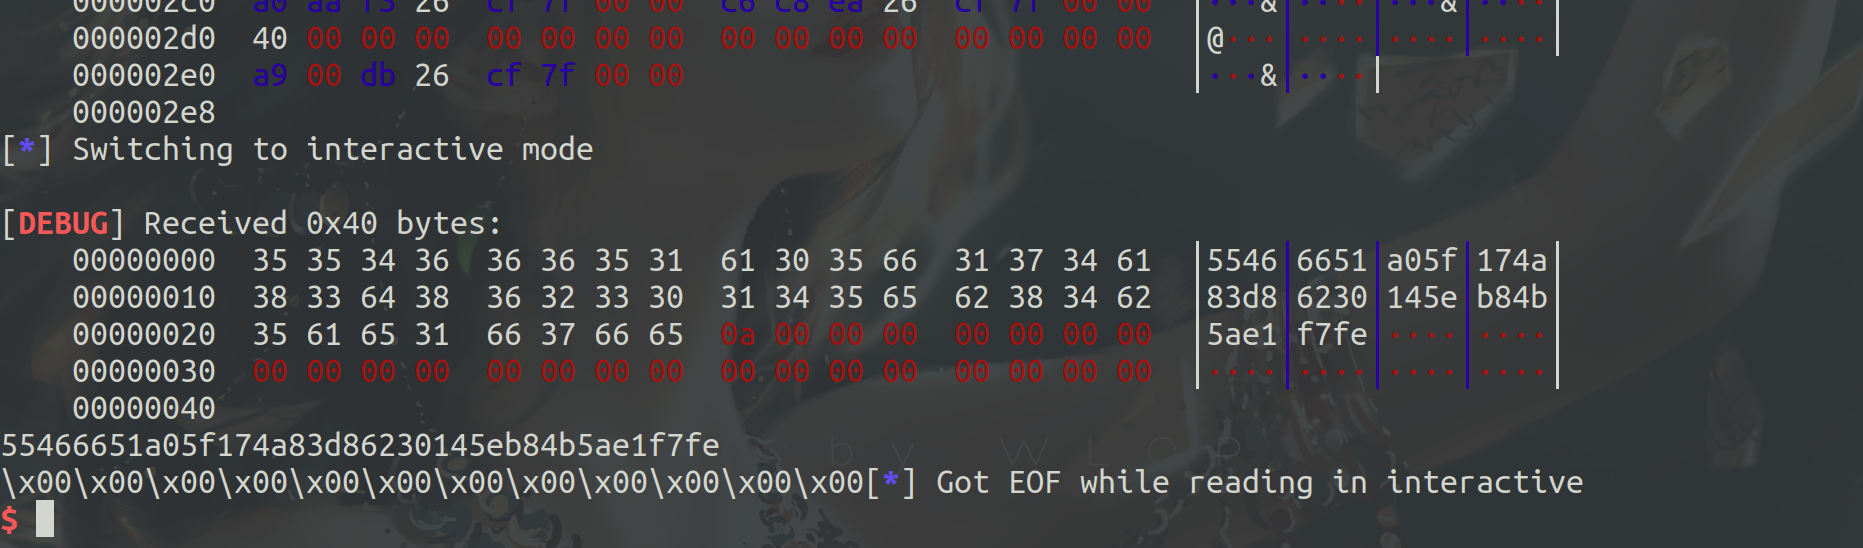 000002c0  a0 aa f3 26  cf 7f 00 00  c6 c8 ea 26  cf 7f 00 00  │···&│····│···&│····│
000002d0  40 00 00 00  00 00 00 00  00 00 00 00  00 00 00 00  │@···│····│····│····│
000002e0  a9 00 db 26  cf 7f 00 00  │···&│····│
000002e8
[*] Switching to interactive mode
[DEBUG] Received 0x40 bytes:
00000000  35 35 34 36  36 36 35 31  61 30 35 66  31 37 34 61  │5546│6651│a05f│174a│
00000010  38 33 64 38  36 32 33 30  31 34 35 65  62 38 34 62  │83d8│6230│145e│b84b│
00000020  35 61 65 31  66 37 66 65  0a 00 00 00  00 00 00 00  │5ae1│f7fe│····│····│
00000030  00 00 00 00  00 00 00 00  00 00 00 00  00 00 00 00  │····│····│····│····│
00000040
55466651a05f174a83d86230145eb84b5ae1f7fe
by WLOP
\x00\x00\x00\x00\x00\x00\x00\x00\x00\x00[*] Got EOF while reading in interactive
$